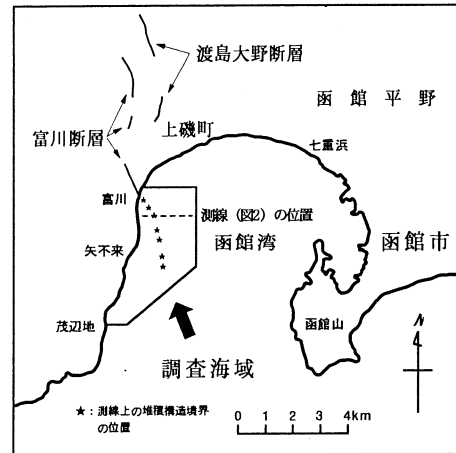 渡島大野断層
函館平野
富川断層
上磯町
七重浜
富川
測線(図2)の位置
函館湾
函館市
矢不来
函館山
茂辺地
調査海域
N
★:測線上の堆積構造境界
の位置
0 1 2 3 4km